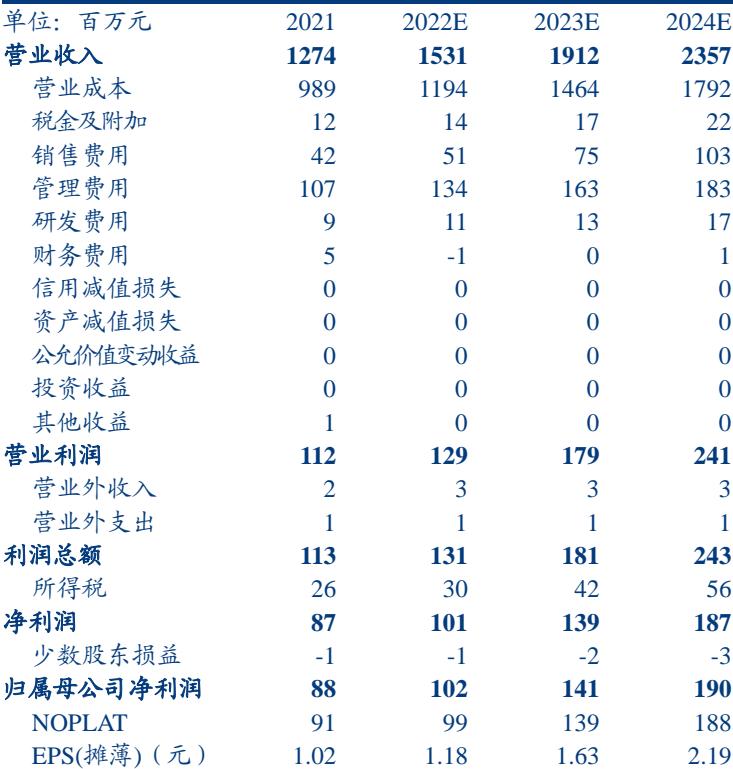 单位：百万元 2021 2022E 2023E 2024E
营业收入 1274 1531 1912 2357
营业成本 989 1194 1464 1792
税金及附加 12 14 17 22
销售费用 42 51 75 103
管理费用 107 134 163 183
研发费用 9 11 13 17
财务费用 5 -1 0 1
信用减值损失 0 0 0 0
资产减值损失 0 0 0 0
公允价值变动收益 0 0 0 0
投资收益 0 0 0 0
其他收益 1 0 0 0
营业利润 112 129 179 241
营业外收入 2 3 3 3
营业外支出 1 1 1 1
利润总额 113 131 181 243
所得税 26 30 42 56
净利润 87 101 139 187
少数股东损益 -1 -1 -2 -3
归属母公司净利润 88 102 141 190
NOPLAT 91 99 139 188
EPS(摊薄)（元） 1.02 1.18 1.63 2.19